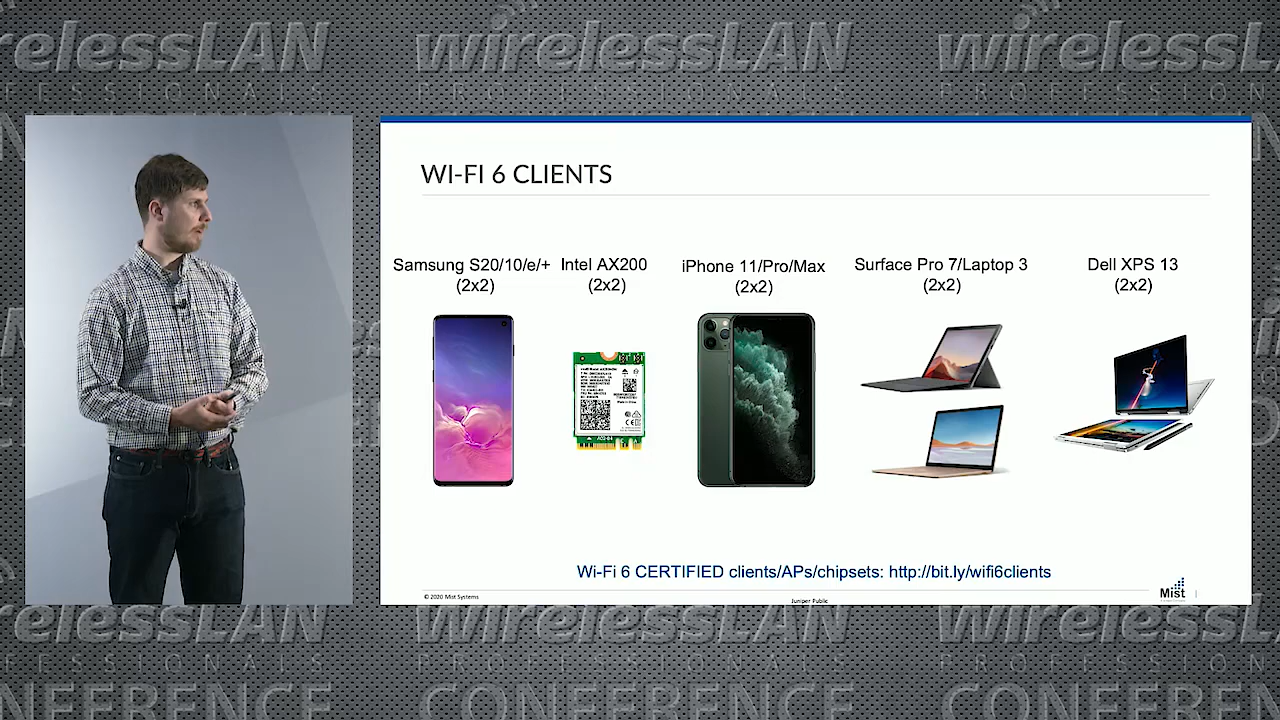 wirelessLAN
PROFESSIONALS
CONFERENCE
WI-FI 6 CLIENTS
Samsung S20/10/e/+
(2x2)
Intel AX200
(2x2)
iPhone 11/Pro/Max
(2x2)
Surface Pro 7/Laptop 3
(2x2)
Dell XPS 13
(2x2)
Wi-Fi 6 CERTIFIED clients/APs/chipsets: http://bit.ly/wifi6clients
© 2020 Mist Systems
Juniper Public
Mist